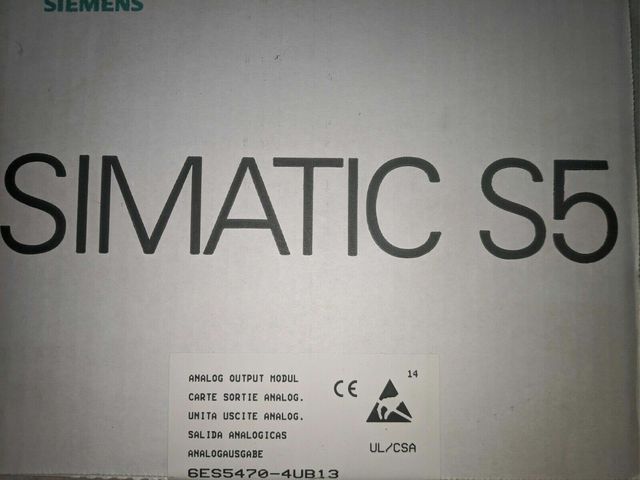 SIEMENS
SIMATIC S5
ANALOG OUTPUT MODUL
CARTE SORTIE ANALOG.
UNITA USCITE ANALOG.
SALIDA ANALOGICAS
ANALOGAUSGABE
6ES5470-4UB13
CE
14
UL/CSA